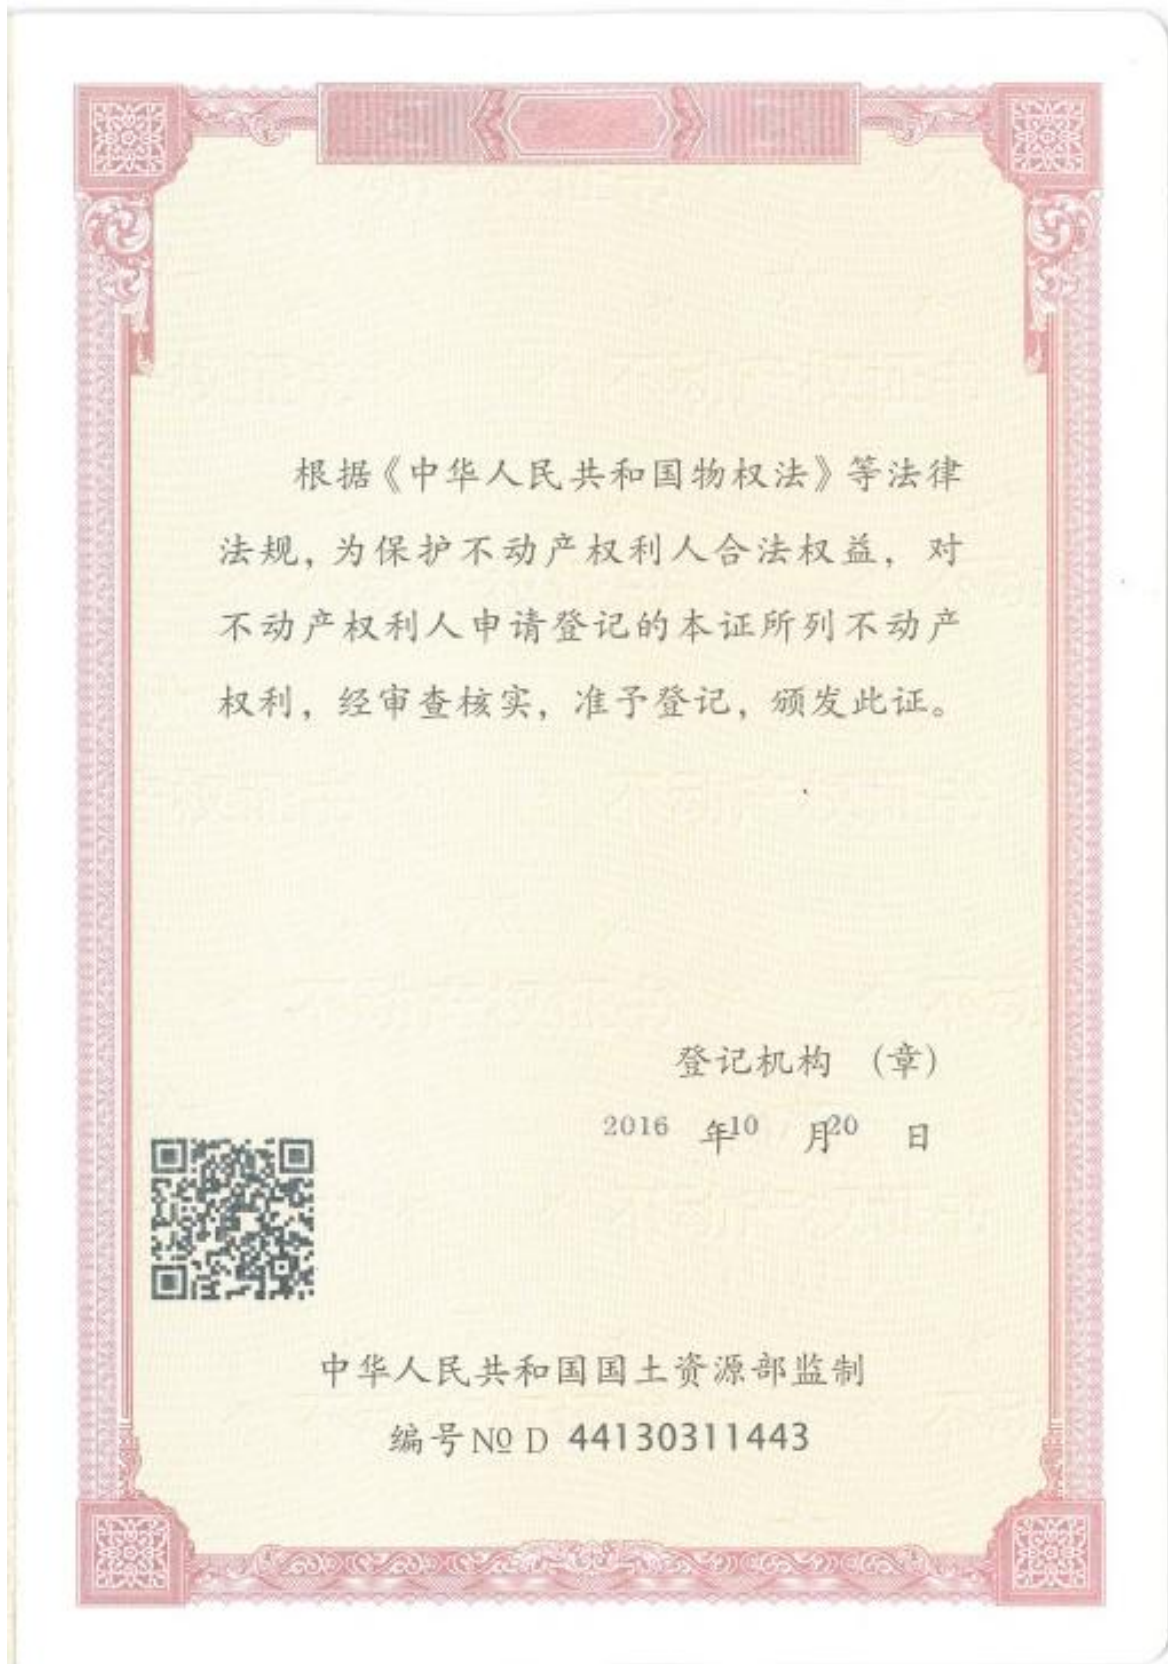 根据《中华人民共和国物权法》等法律
法规，为保护不动产权利人合法权益，对
不动产权利人申请登记的本证所列不动产
权利，经审查核实，准予登记，颁发此证。
登记机构 （章）
2016 年10 月20 日
中华人民共和国国土资源部监制
编号 № D 44130311443